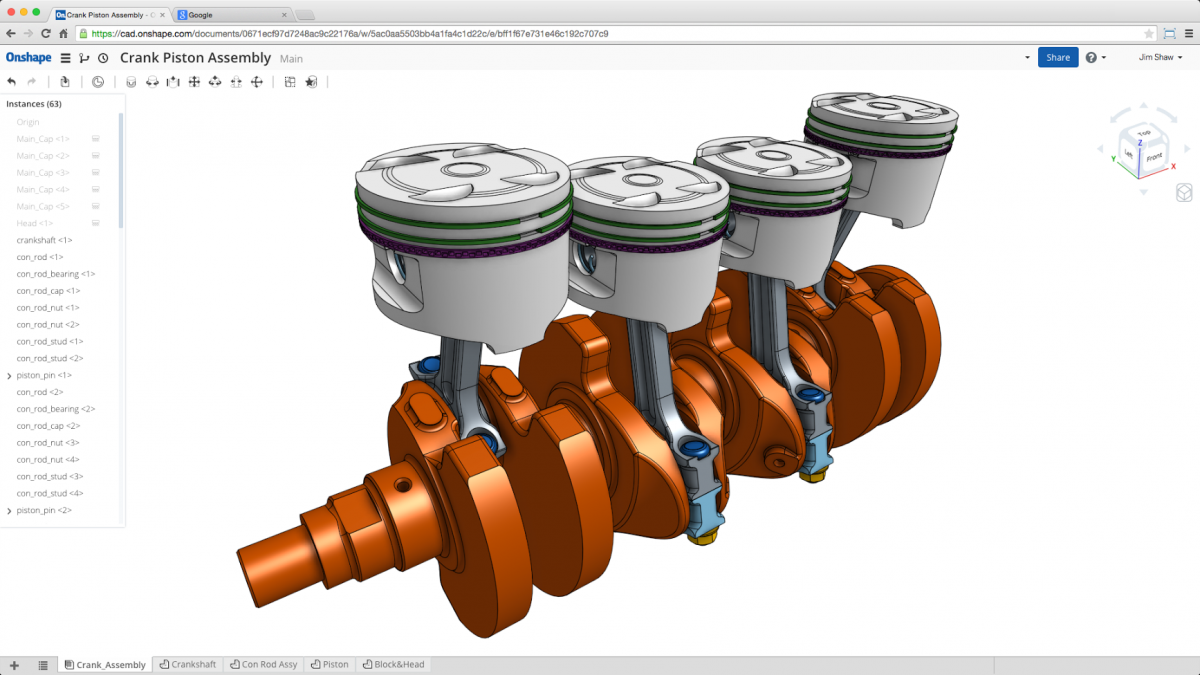 Crank Piston Assembly - O
Google
https://cad.onshape.com/documents/0671ecf97d7248ac9c22176a/w/5ac0aa5503bb4a1fa4c1d22c/e/bff1f67e731e46c192c707c9
Onshape Crank Piston Assembly Main Share Jim Shaw
Instances (63)
Origin
Main_Cap <1>
Main_Cap <2>
Main_Cap <3>
Main_Cap <4>
Main_Cap <5>
Head <1>
crankshaft <1>
con_rod <1>
con_rod_bearing <1>
con_rod_cap <1>
con_rod_nut <1>
con_rod_nut <2>
con_rod_stud <1>
con_rod_stud <2>
piston_pin <1>
con_rod <2>
con_rod_bearing <2>
con_rod_cap <2>
con_rod_nut <3>
con_rod_nut <4>
con_rod_stud <3>
con_rod_stud <4>
piston_pin <2>
Top
Z
Left Front
Y X
Crank_Assembly Crankshaft Con Rod Assy Piston Block&Head